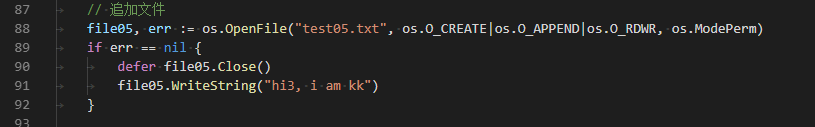 87 // 追加文件
88 file05, err := os.OpenFile("test05.txt", os.O_CREATE|os.O_APPEND|os.O_RDWR, os.ModePerm)
89 if err == nil {
90 defer file05.Close()
91 file05.WriteString("hi3, i am kk")
92 }
93